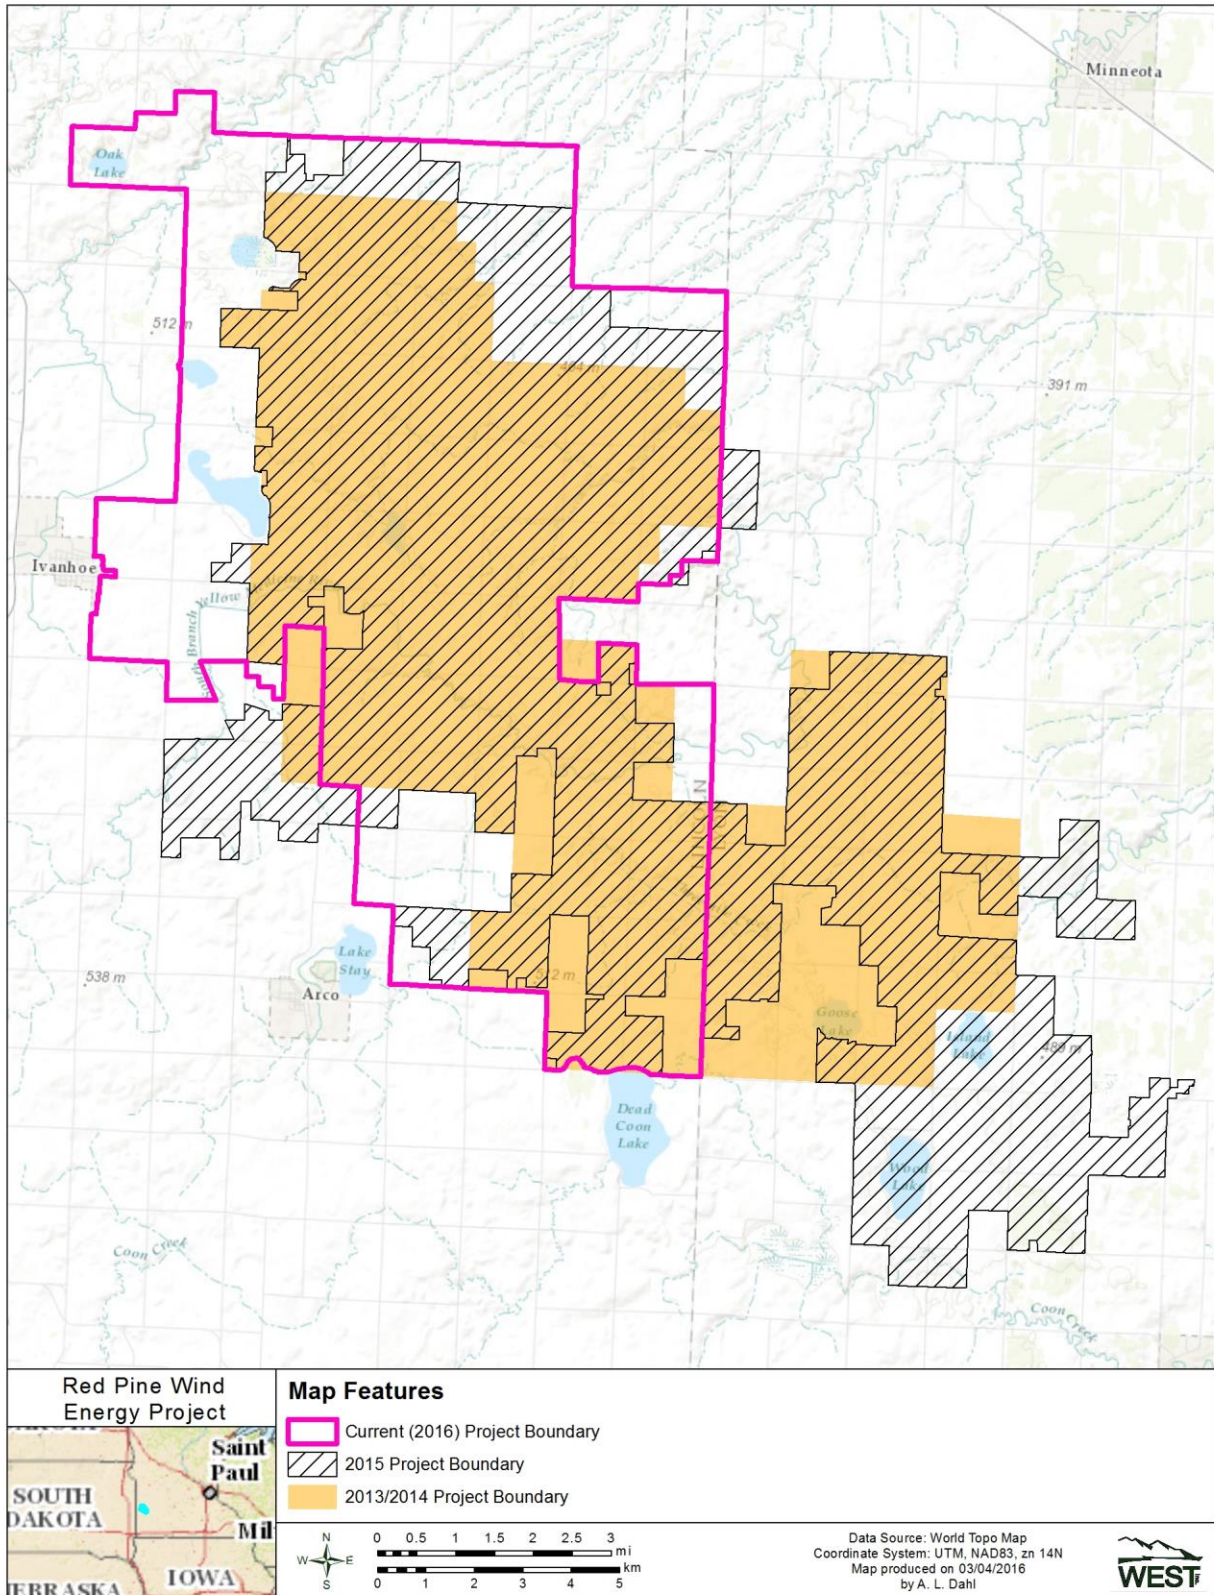 Minneota
Oak
Lake
512 m
391 m
Ivanhoe
South Branch Yellow
Lake
Stay
538 m
Arco
512 m
Goose
Lake
Island
Lake
489 m
Dead
Coon
Lake
Wood
Lake
Coon Creek
Coon Creek
Red Pine Wind
Energy Project
Map Features
Current (2016) Project Boundary
2015 Project Boundary
2013/2014 Project Boundary
Saint
Paul
SOUTH
DAKOTA
Mil
IOWA
EBRASKA
N
W E
S
0 0.5 1 1.5 2 2.5 3
mi
km
0 1 2 3 4 5
Data Source: World Topo Map
Coordinate System: UTM, NAD83, zn 14N
Map produced on 03/04/2016
by A. L. Dahl
WEST